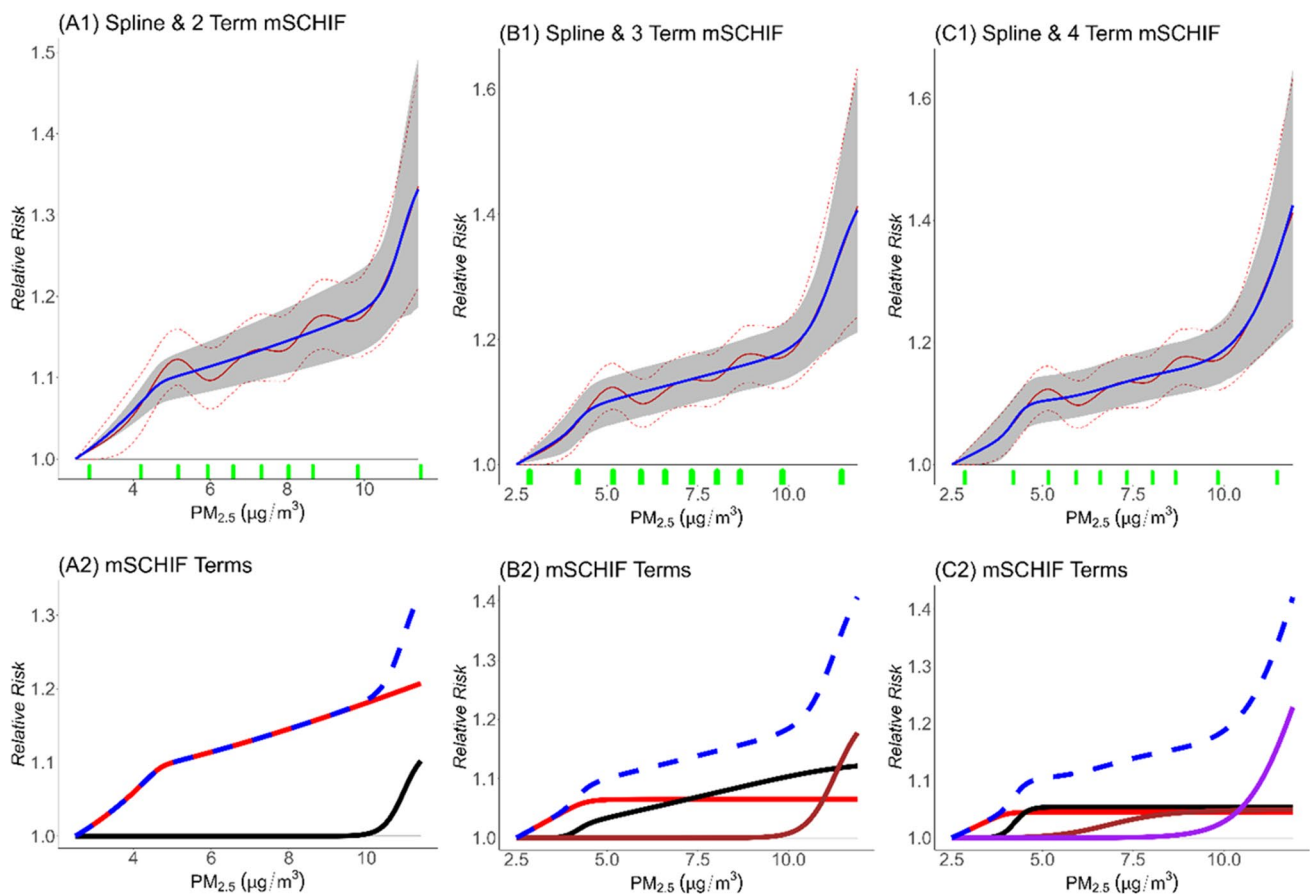 (A1) Spline & 2 Term mSCHIF
1.5
1.4
1.3
1.2
1.1
1.0
Relative Risk
4
6
8
10
PM2.5 (µg/m³)
(B1) Spline & 3 Term mSCHIF
1.6
1.4
1.2
1.0
Relative Risk
2.5
5.0
7.5
10.0
PM2.5 (µg/m³)
(C1) Spline & 4 Term mSCHIF
1.6
1.4
1.2
1.0
Relative Risk
2.5
5.0
7.5
10.0
PM2.5 (µg/m³)
(A2) mSCHIF Terms
1.3
1.2
1.1
1.0
Relative Risk
4
6
8
10
PM2.5 (µg/m³)
(B2) mSCHIF Terms
1.4
1.3
1.2
1.1
1.0
Relative Risk
2.5
5.0
7.5
10.0
PM2.5 (µg/m³)
(C2) mSCHIF Terms
1.4
1.3
1.2
1.1
1.0
Relative Risk
2.5
5.0
7.5
10.0
PM2.5 (µg/m³)